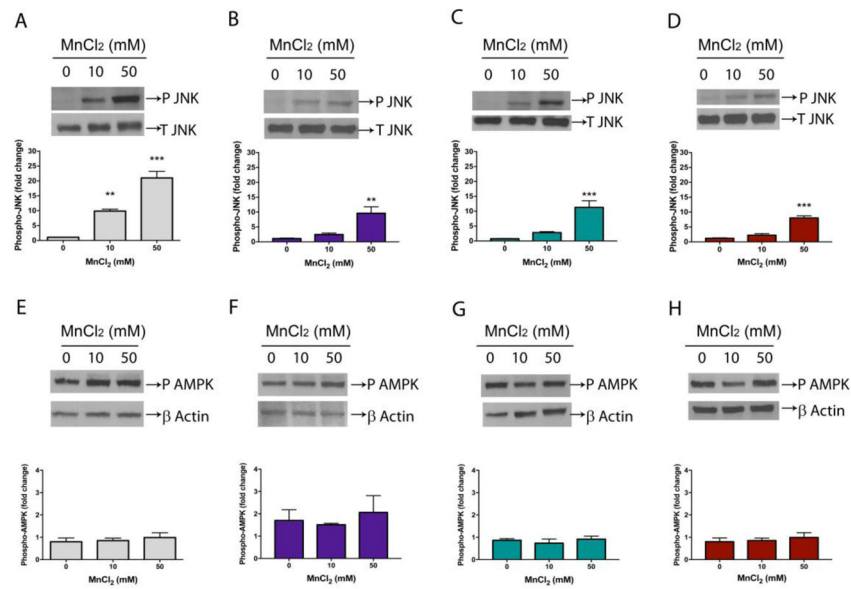 A
MnCl2 (mM)
0 10 50
P JNK
T JNK
Phospho-JNK (fold change)
30
25
20
15
10
5
0
**
***
0 10 50
MnCl2 (mM)
B
MnCl2 (mM)
0 10 50
P JNK
T JNK
Phospho-JNK (fold change)
30
25
20
15
10
5
0
**
0 10 50
MnCl2 (mM)
C
MnCl2 (mM)
0 10 50
P JNK
T JNK
Phospho-JNK (fold change)
30
25
20
15
10
5
0
***
0 10 50
MnCl2 (mM)
D
MnCl2 (mM)
0 10 50
P JNK
T JNK
Phospho-JNK (fold change)
30
25
20
15
10
5
0
***
0 10 50
MnCl2 (mM)
E
MnCl2 (mM)
0 10 50
P AMPK
β Actin
Phospho-AMPK (fold change)
4
3
2
1
0
0 10 50
MnCl2 (mM)
F
MnCl2 (mM)
0 10 50
P AMPK
β Actin
Phospho-AMPK (fold change)
4
3
2
1
0
0 10 50
MnCl2 (mM)
G
MnCl2 (mM)
0 10 50
P AMPK
β Actin
Phospho-AMPK (fold change)
4
3
2
1
0
0 10 50
MnCl2 (mM)
H
MnCl2 (mM)
0 10 50
P AMPK
β Actin
Phospho-AMPK (fold change)
4
3
2
1
0
0 10 50
MnCl2 (mM)